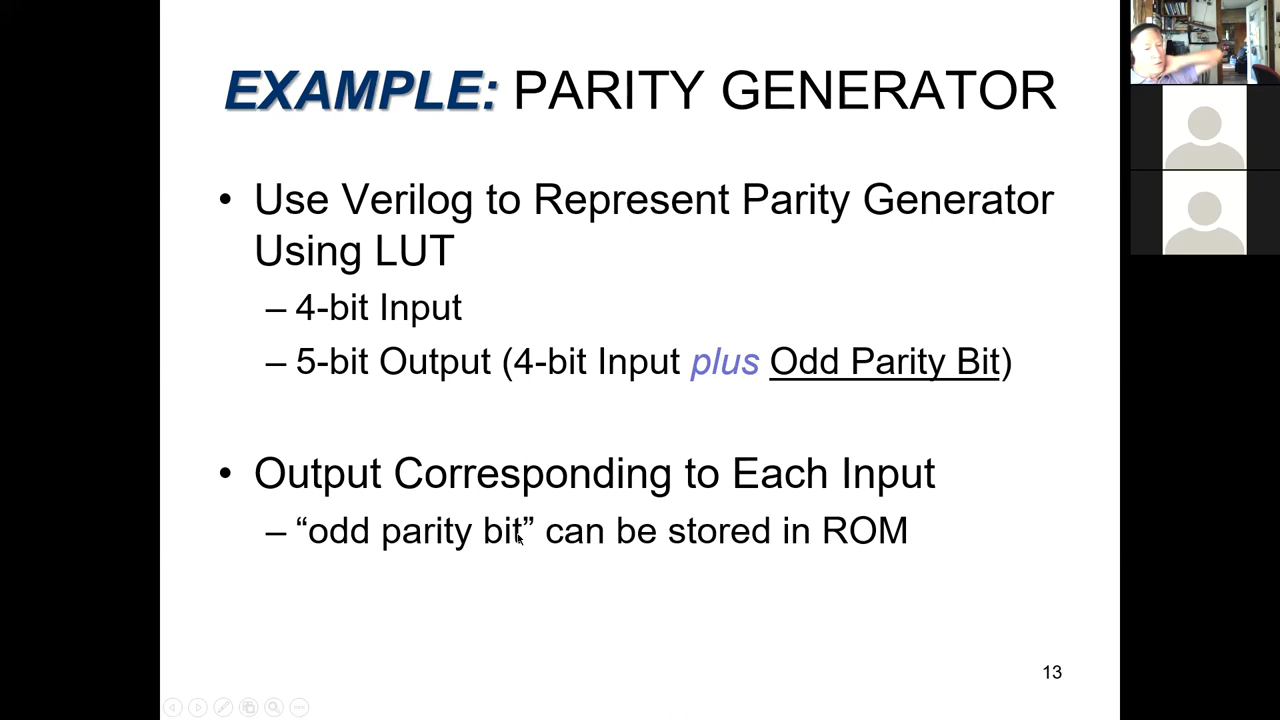 EXAMPLE: PARITY GENERATOR
• Use Verilog to Represent Parity Generator
Using LUT
– 4-bit Input
– 5-bit Output (4-bit Input plus Odd Parity Bit)
• Output Corresponding to Each Input
– “odd parity bit” can be stored in ROM
13